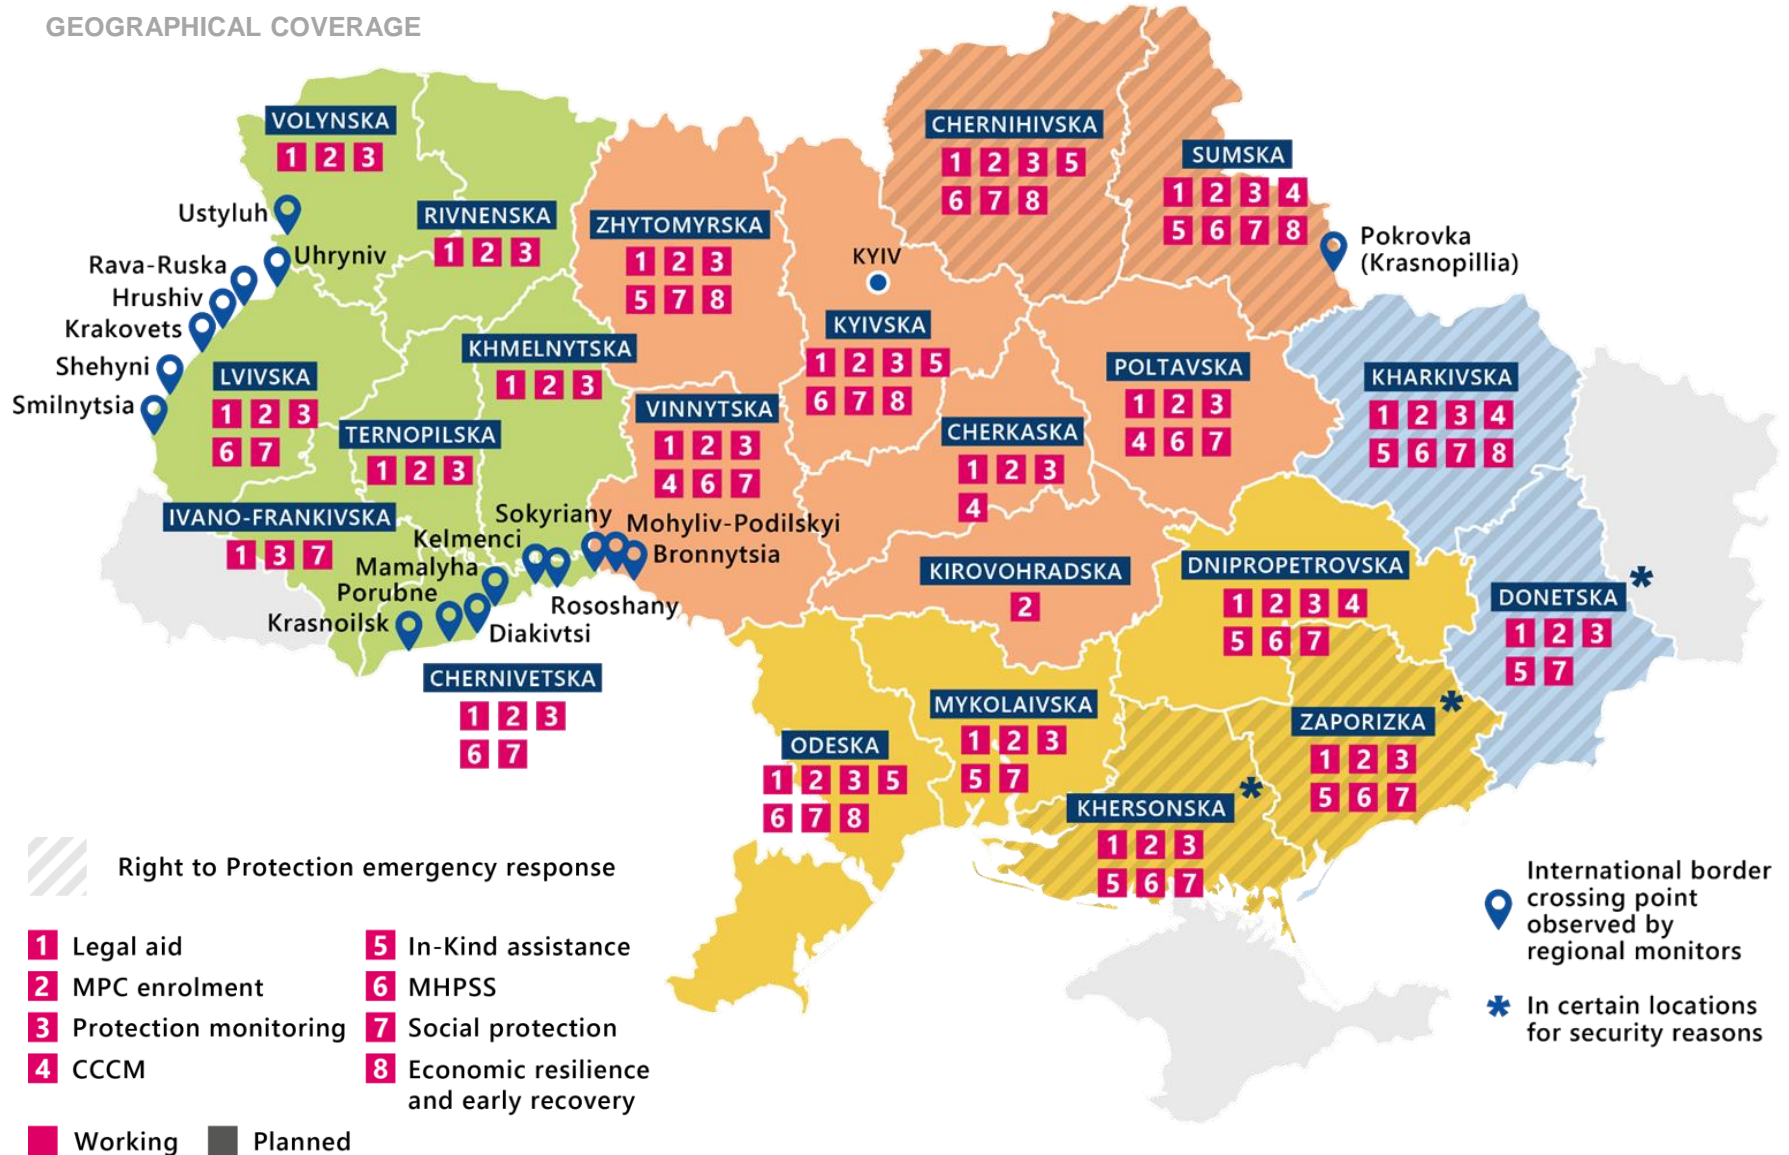 GEOGRAPHICAL COVERAGE
VOLYNSKA
1 2 3
RIVNENSKA
1 2 3
Ustyluh
Uhryniv
Rava-Ruska
Hrushiv
Krakovets
Shehyni
Smilnytsia
LVIVSKA
1 2 3
6 7
TERNOPILSKA
1 2 3
KHMELNYTSKA
1 2 3
IVANO-FRANKIVSKA
1 3 7
ZHYTOMYRSKA
1 2 3
5 7 8
VINNYTSKA
1 2 3
4 6 7
KYIV
KYIVSKA
1 2 3 5
6 7 8
CHERNIHIVSKA
1 2 3 5
6 7 8
SUMSKA
1 2 3 4
5 6 7 8
Pokrovka
(Krasnopillia)
POLTAVSKA
1 2 3
4 6 7
CHERKASKA
1 2 3
4
KIROVOHRADSKA
2
KHARKIVSKA
1 2 3 4
5 6 7 8
DNIPROPETROVSKA
1 2 3 4
5 6 7
DONETSKA *
1 2 3
5 7
ZAPORIZKA *
1 2 3
5 6 7
KHERSONSKA *
1 2 3
5 6 7
MYKOLAIVSKA
1 2 3
5 7
ODESKA
1 2 3 5
6 7 8
Sokyriany
Kelmenci
Mamalyha
Porubne
Krasnoilsk
Mohyliv-Podilskyi
Bronnytsia
Rososhany
Diakivtsi
CHERNIVETSKA
1 2 3
6 7
Right to Protection emergency response
1 Legal aid
2 MPC enrolment
3 Protection monitoring
4 CCCM
5 In-Kind assistance
6 MHPSS
7 Social protection
8 Economic resilience
and early recovery
Working
Planned
International border
crossing point
observed by
regional monitors
* In certain locations
for security reasons